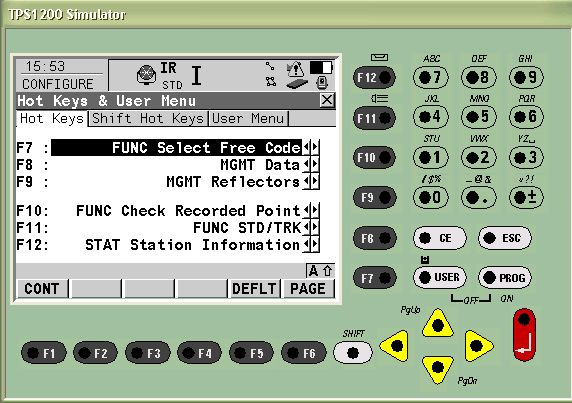 TPS1200 Simulator
15:53
CONFIGURE
IR
STD
I
Hot Keys & User Menu
Hot Keys Shift Hot Keys User Menu
F7 : FUNC Select Free Code
F8 : MGMT Data
F9 : MGMT Reflectors
F10: FUNC Check Recorded Point
F11: FUNC STD/TRK
F12: STAT Station Information
A
CONT DEFLT PAGE
F12 ABC 7 DEF 8 GHI 9
F11 JKL 4 MNO 5 PQR 6
F10 STU 1 VWX 2 YZ_ 3
F9 /$% 0 _@& . *?! ±
F8 CE ESC
F7 USER PROG
OFF ON
PgUp
SHIFT
F1 F2 F3 F4 F5 F6
PgDn